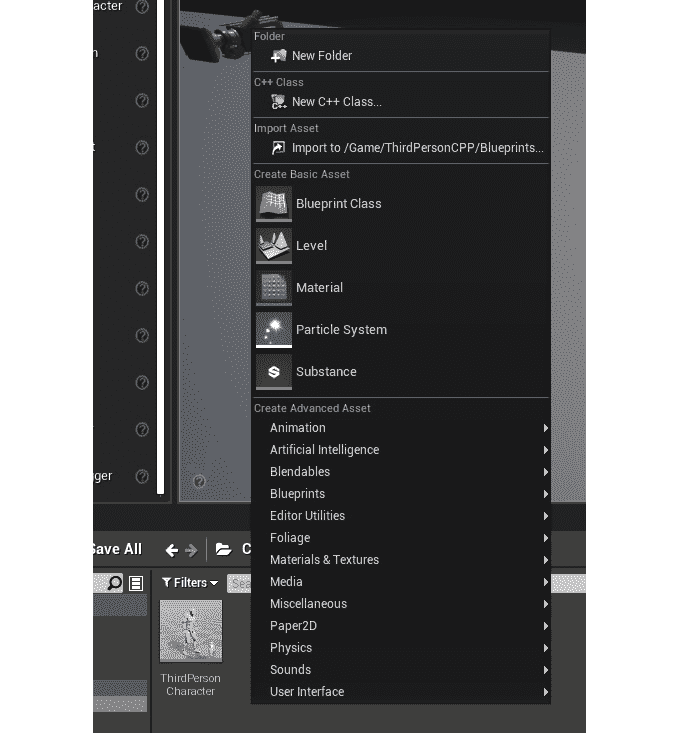 aracter
n
t
gger
Folder
New Folder
C++ Class
New C++ Class...
Import Asset
Import to /Game/ThirdPersonCPP/Blueprints...
Create Basic Asset
Blueprint Class
Level
Material
Particle System
Substance
Create Advanced Asset
Animation
Artificial Intelligence
Blendables
Blueprints
Editor Utilities
Foliage
Materials & Textures
Media
Miscellaneous
Paper2D
Physics
Sounds
User Interface
Save All
C
Filters
Sea
ThirdPerson
Character